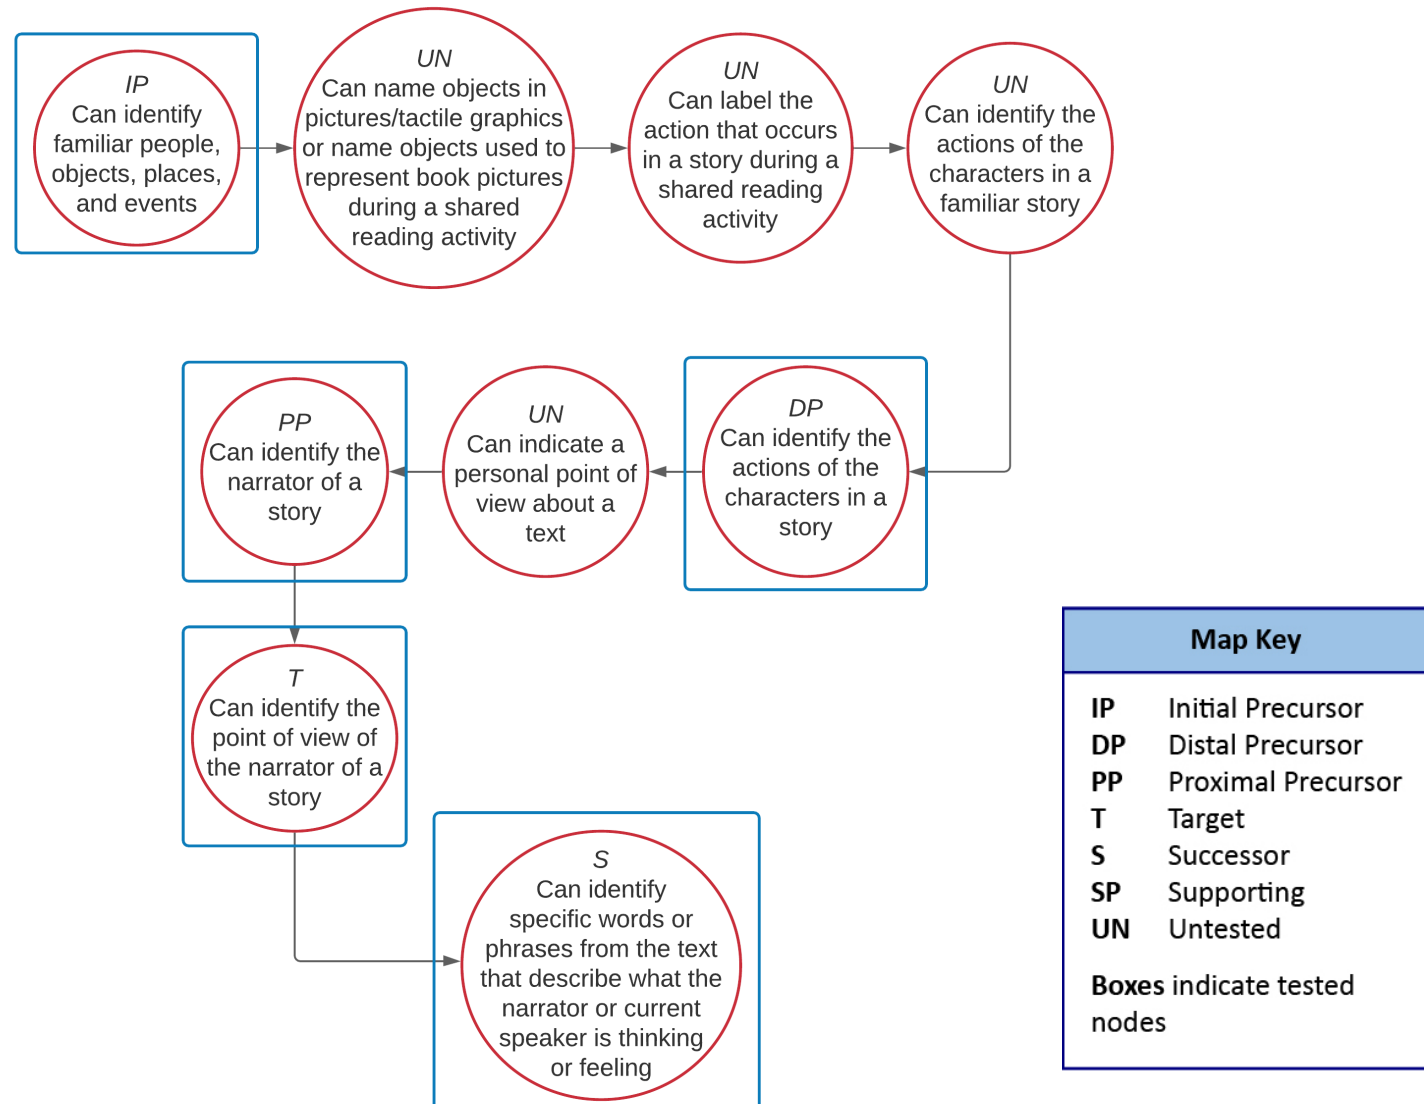 IP
Can identify
familiar people,
objects, places,
and events
UN
Can name objects in
pictures/tactile graphics
or name objects used to
represent book pictures
during a shared
reading activity
UN
Can label the
action that occurs
in a story during a
shared reading
activity
UN
Can identify the
actions of the
characters in a
familiar story
DP
Can identify the
actions of the
characters in a
story
UN
Can indicate a
personal point of
view about a
text
PP
Can identify the
narrator of a
story
T
Can identify the
point of view of
the narrator of a
story
S
Can identify
specific words or
phrases from the text
that describe what the
narrator or current
speaker is thinking
or feeling
Map Key
IP Initial Precursor
DP Distal Precursor
PP Proximal Precursor
T Target
S Successor
SP Supporting
UN Untested
Boxes indicate tested
nodes